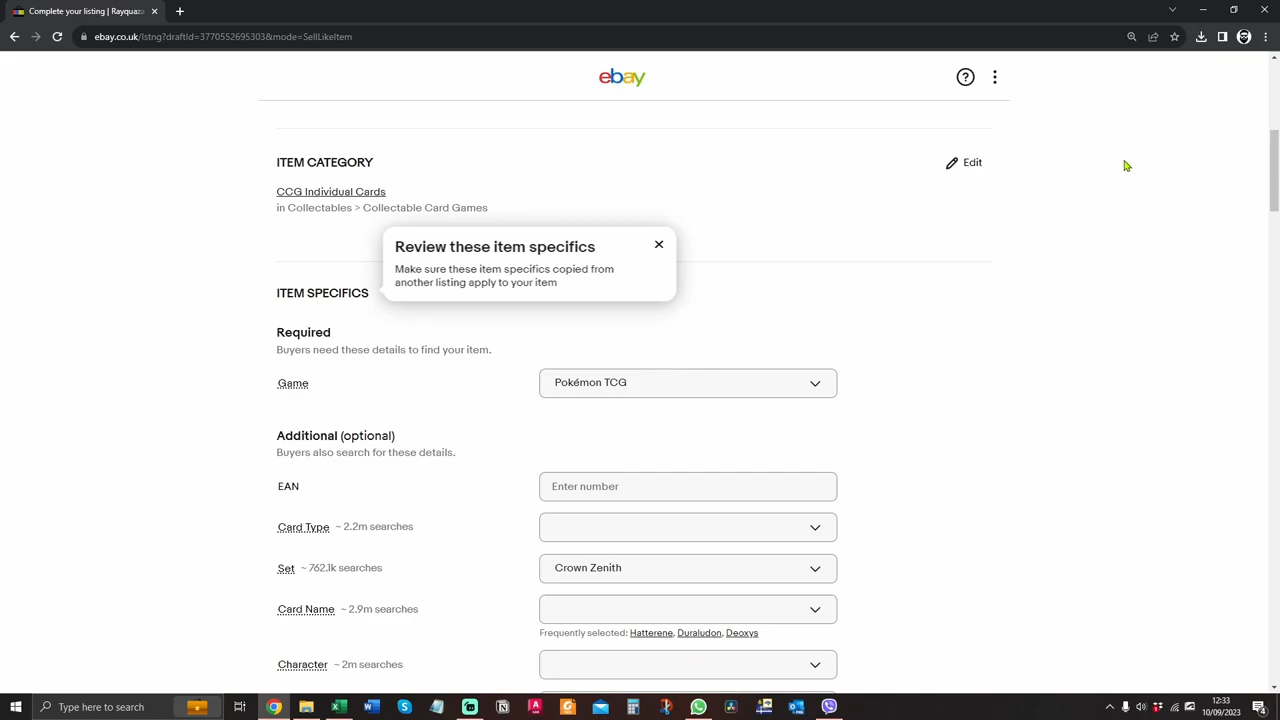 Complete your listing | Rayquaz
ebay.co.uk/lstng?draftId=3770552695303&mode=SellLikeItem
ebay
ITEM CATEGORY
Edit
CCG Individual Cards
in Collectables > Collectable Card Games
Review these item specifics
Make sure these item specifics copied from
another listing apply to your item
ITEM SPECIFICS
Required
Buyers need these details to find your item.
Game
Pokémon TCG
Additional (optional)
Buyers also search for these details.
EAN
Enter number
Card Type ~ 2.2m searches
Set ~ 762.1k searches
Crown Zenith
Card Name ~ 2.9m searches
Frequently selected: Hatterene, Duraludon, Deoxys
Character ~ 2m searches
Type here to search
12:33
10/09/2023